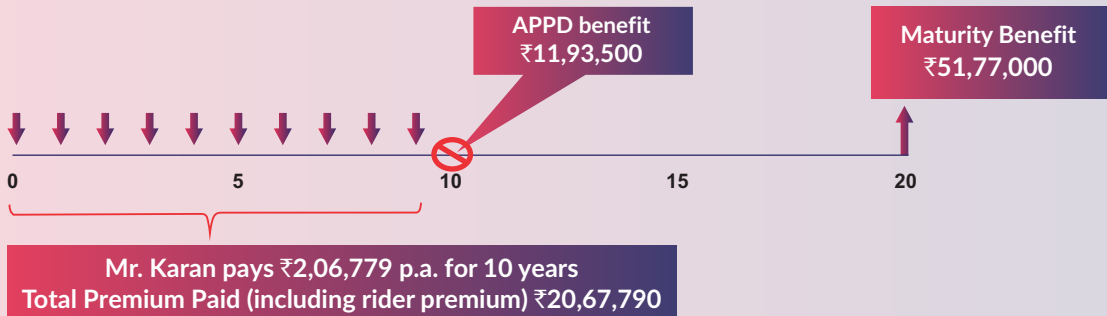 APPD benefit
₹11,93,500
Maturity Benefit
₹51,77,000
0
5
10
15
20
Mr. Karan pays ₹2,06,779 p.a. for 10 years
Total Premium Paid (including rider premium) ₹20,67,790